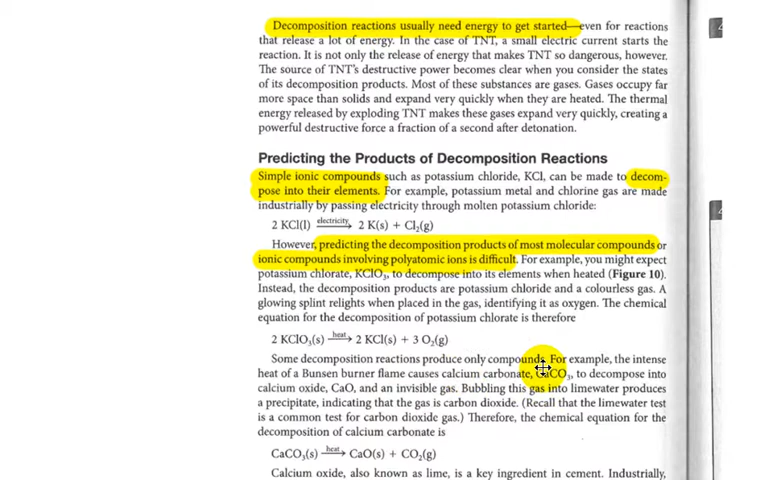 Decomposition reactions usually need energy to get started—even for reactions
that release a lot of energy. In the case of TNT, a small electric current starts the
reaction. It is not only the release of energy that makes TNT so dangerous, however.
The source of TNT's destructive power becomes clear when you consider the states
of its decomposition products. Most of these substances are gases. Gases occupy far
more space than solids and expand very quickly when they are heated. The thermal
energy released by exploding TNT makes these gases expand very quickly, creating a
powerful destructive force a fraction of a second after detonation.
Predicting the Products of Decomposition Reactions
Simple ionic compounds such as potassium chloride, KCl, can be made to decom-
pose into their elements. For example, potassium metal and chlorine gas are made
industrially by passing electricity through molten potassium chloride:
2 KCl(l) electricity→ 2 K(s) + Cl₂(g)
However, predicting the decomposition products of most molecular compounds or
ionic compounds involving polyatomic ions is difficult. For example, you might expect
potassium chlorate, KClO₃, to decompose into its elements when heated (Figure 10).
Instead, the decomposition products are potassium chloride and a colourless gas. A
glowing splint relights when placed in the gas, identifying it as oxygen. The chemical
equation for the decomposition of potassium chlorate is therefore
2 KClO₃(s) heat→ 2 KCl(s) + 3 O₂(g)
Some decomposition reactions produce only compounds. For example, the intense
heat of a Bunsen burner flame causes calcium carbonate, CaCO₃, to decompose into
calcium oxide, CaO, and an invisible gas. Bubbling this gas into limewater produces
a precipitate, indicating that the gas is carbon dioxide. (Recall that the limewater test
is a common test for carbon dioxide gas.) Therefore, the chemical equation for the
decomposition of calcium carbonate is
CaCO₃(s) heat→ CaO(s) + CO₂(g)
Calcium oxide, also known as lime, is a key ingredient in cement. Industrially,